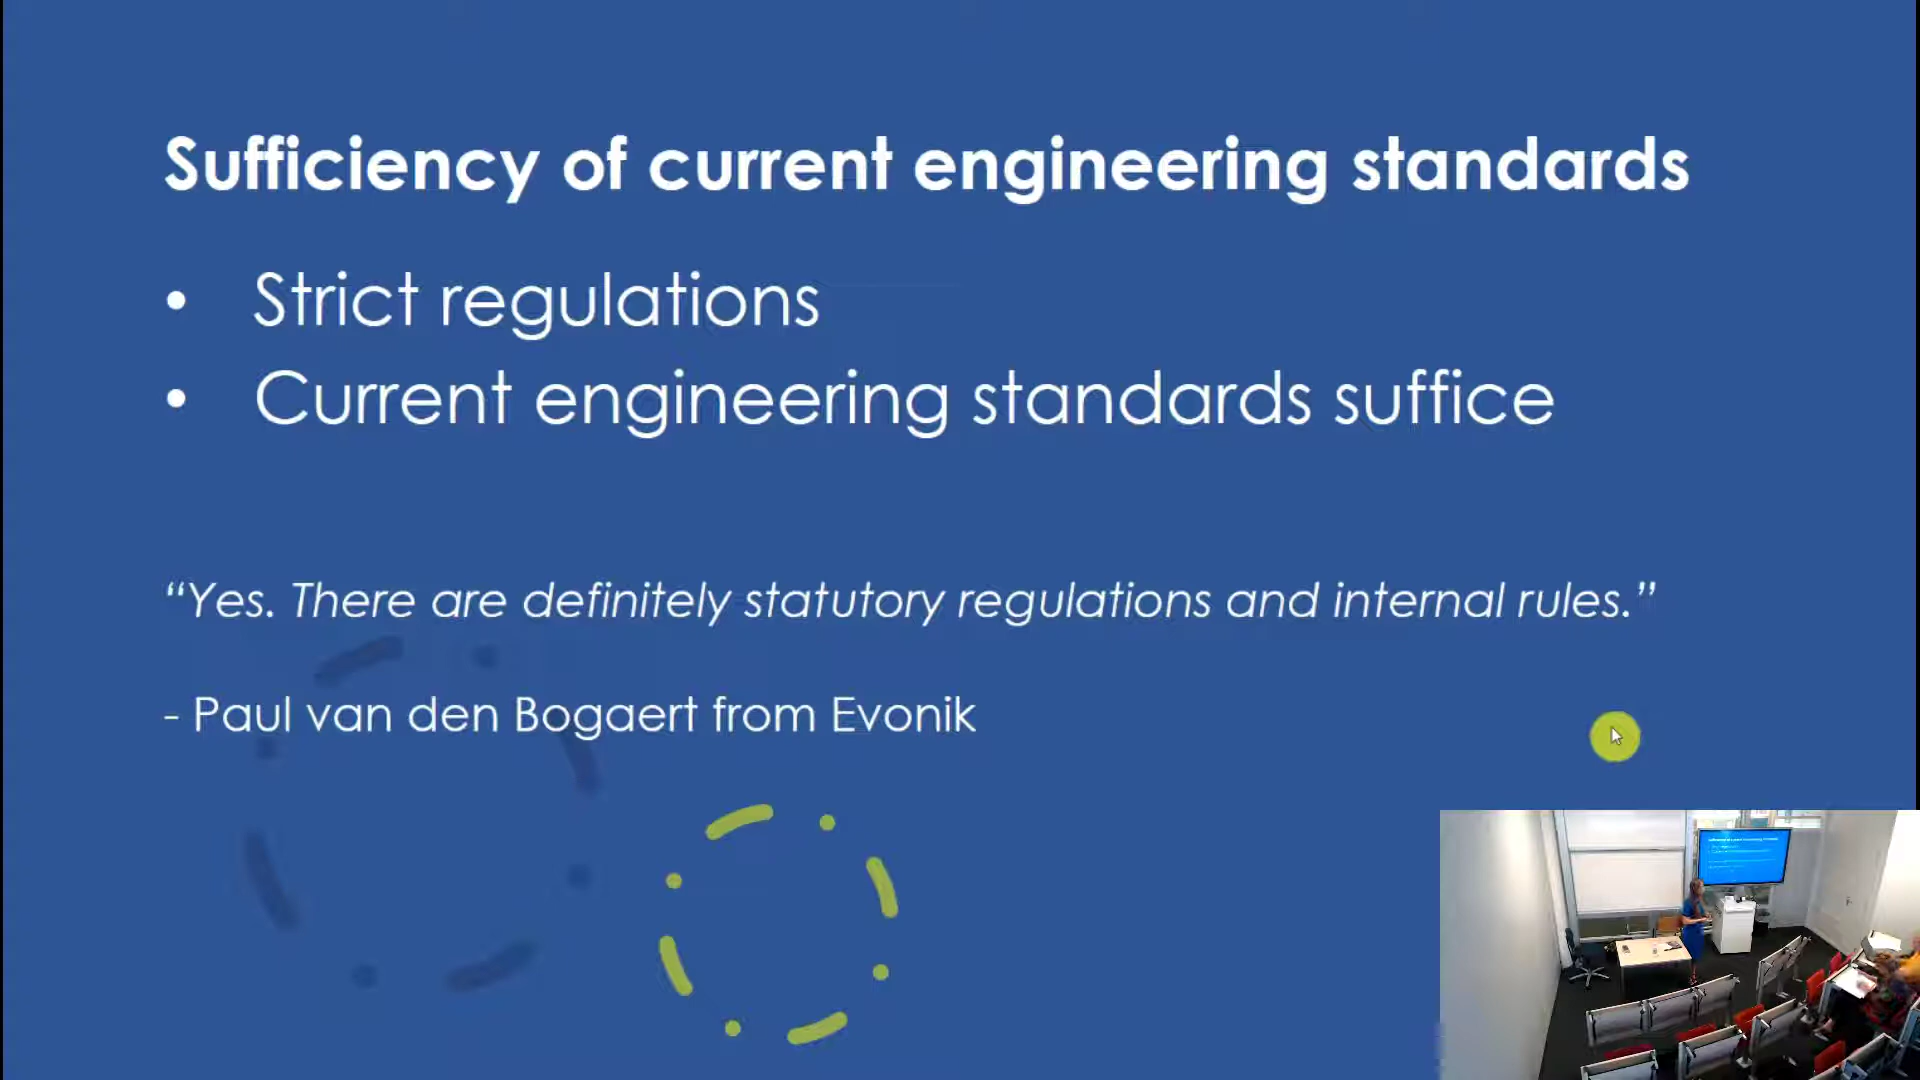 Sufficiency of current engineering standards
• Strict regulations
• Current engineering standards suffice
“Yes. There are definitely statutory regulations and internal rules.”
- Paul van den Bogaert from Evonik